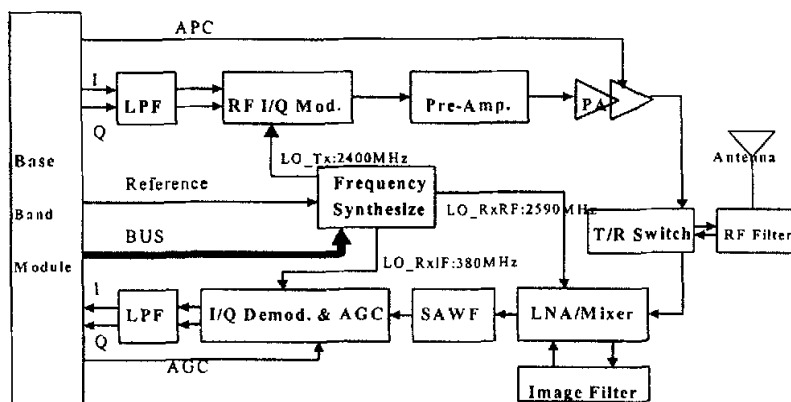 APC
I
Q
LPF
RF I/Q Mod.
Pre-Amp.
PA
Base
Band
Module
LO_Tx:2400MHz
Antenna
Reference
Frequency
Synthesize
LO_RxRF:2590MHz
BUS
T/R Switch
RF Filter
LO_RxIF:380MHz
I
Q
LPF
I/Q Demod. & AGC
SAWF
LNA/Mixer
AGC
Image Filter